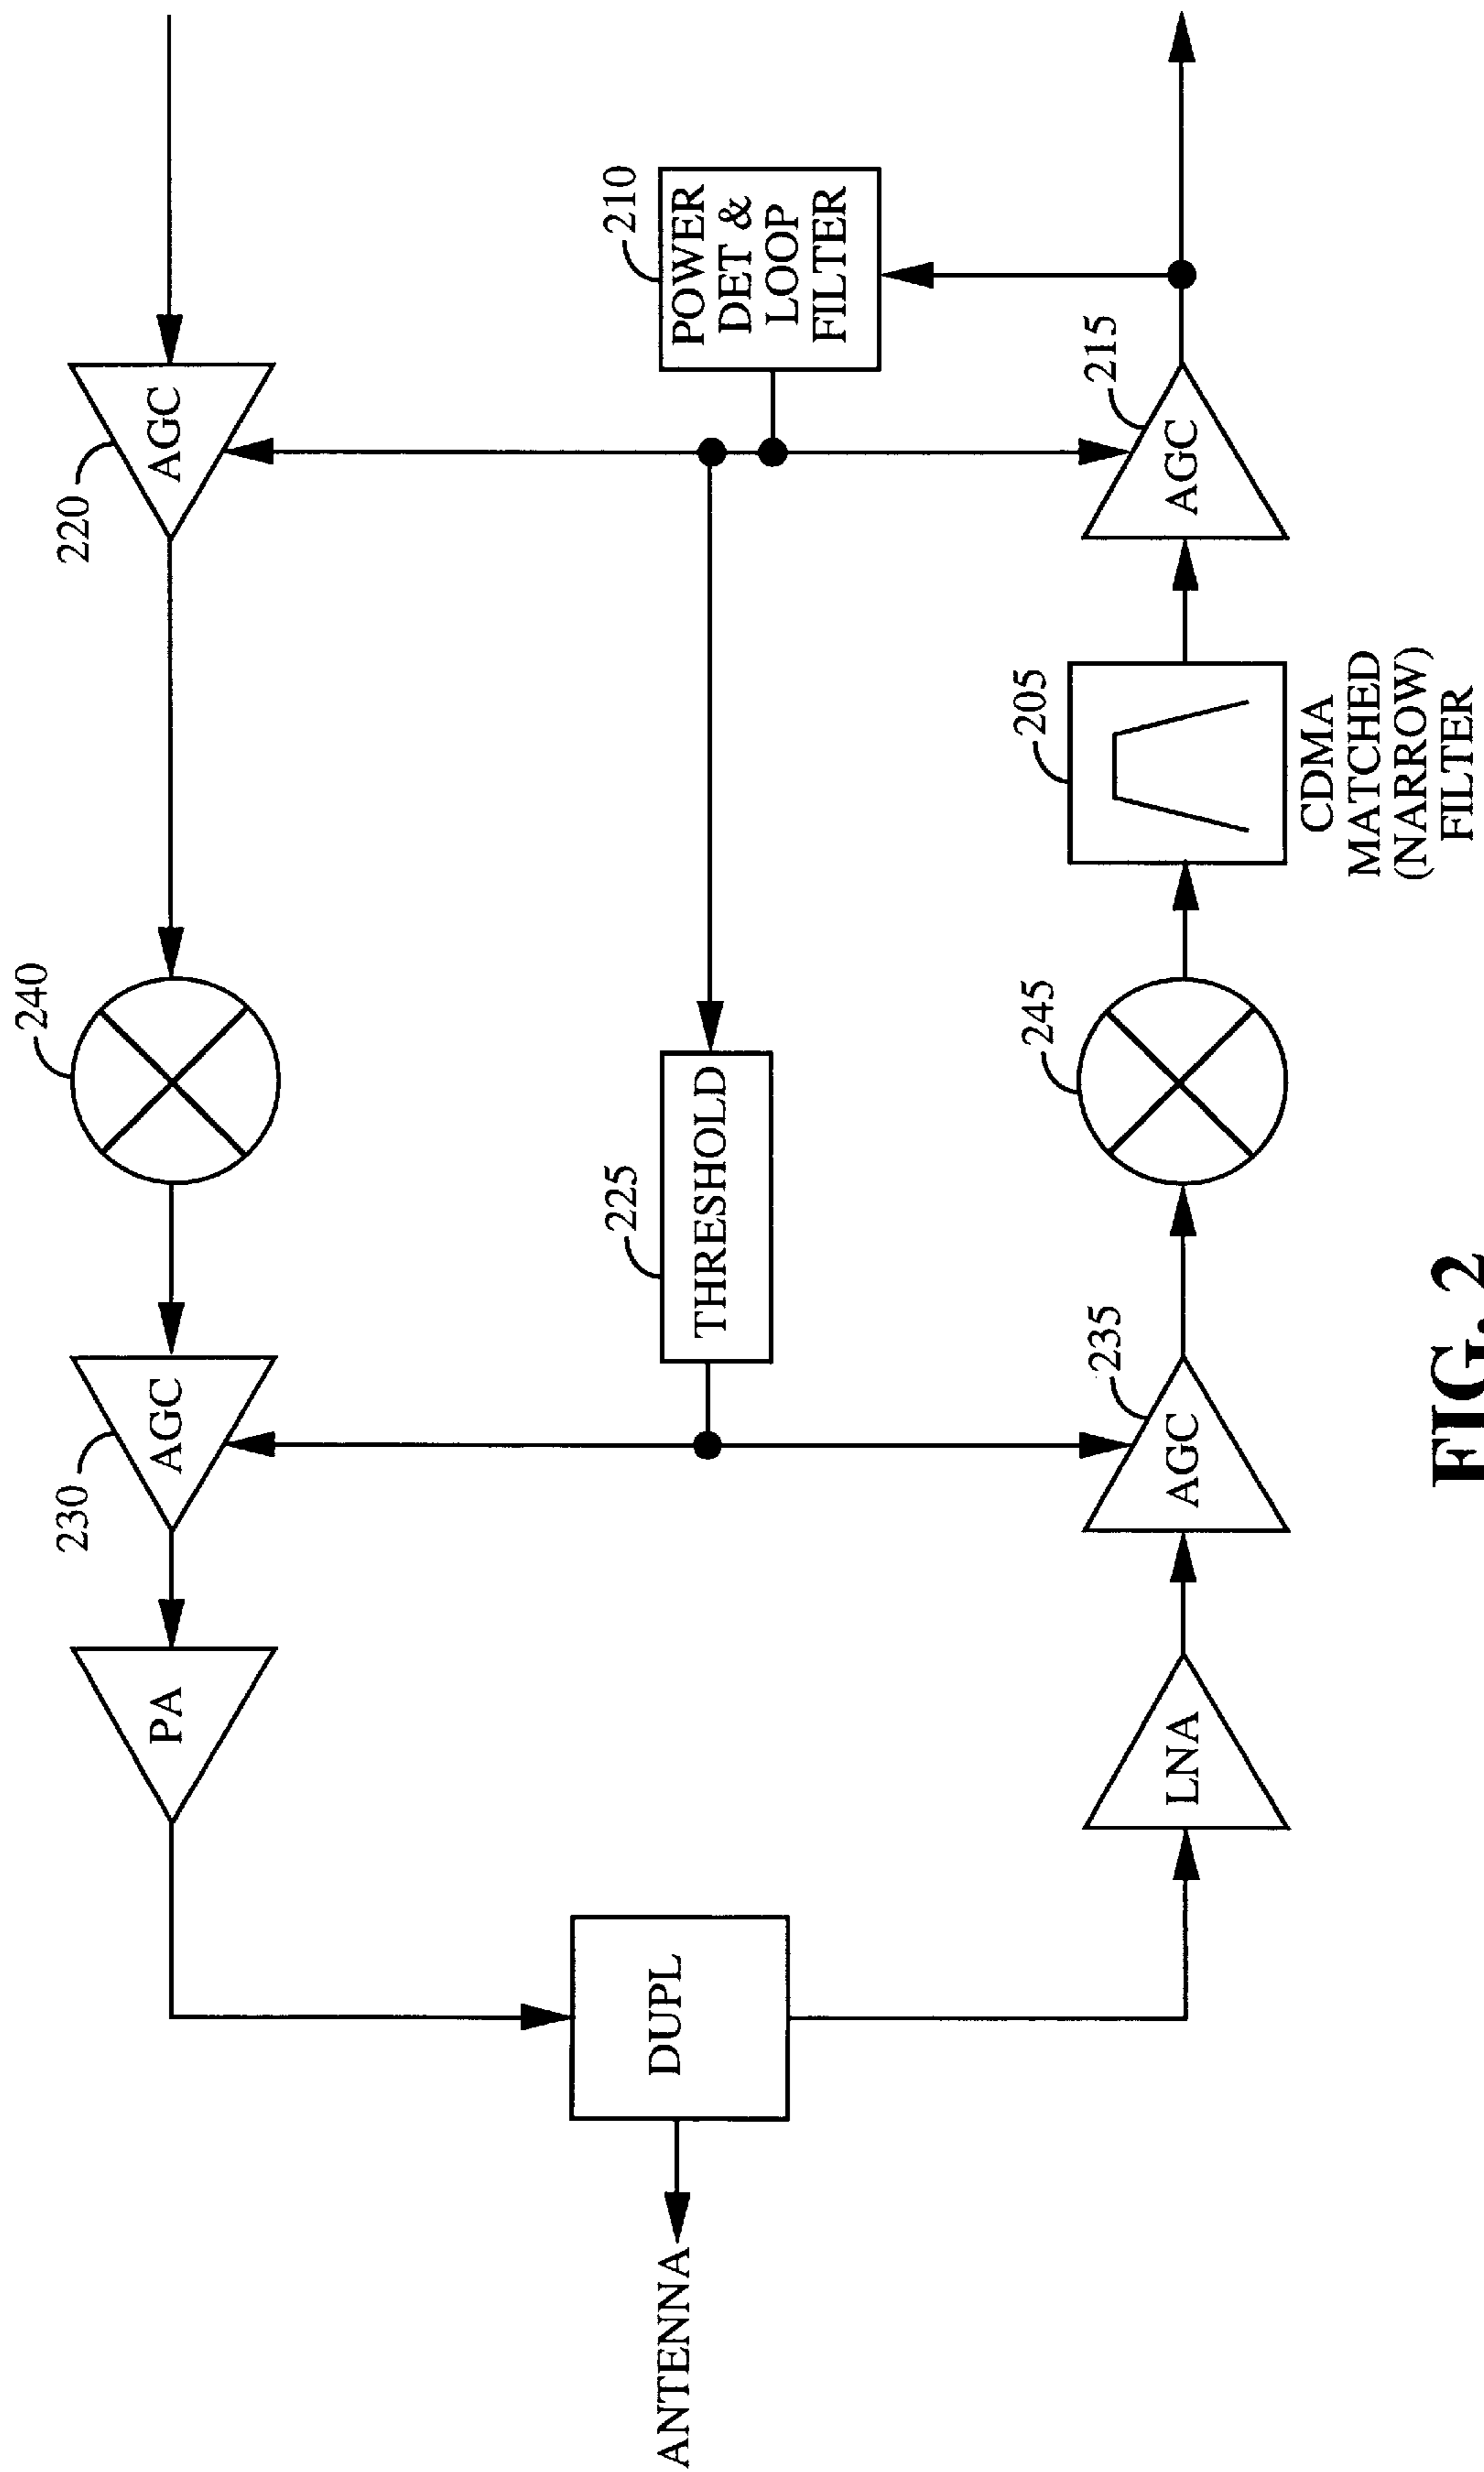 220
AGC
240
230
AGC
PA
210
POWER
DET &
LOOP
FILTER
225
THRESHOLD
DUPL
ANTENNA
215
AGC
205
CDMA
MATCHED
(NARROW)
FILTER
245
235
AGC
LNA
FIG. 2